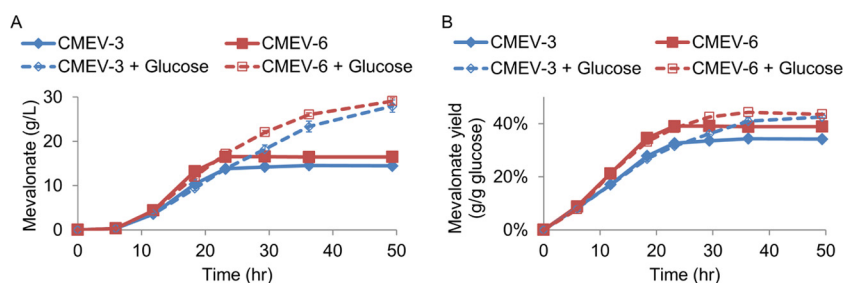 A
CMEV-3
CMEV-6
CMEV-3 + Glucose
CMEV-6 + Glucose
Mevalonate (g/L)
30
20
10
0
0
10
20
30
40
50
Time (hr)
B
CMEV-3
CMEV-6
CMEV-3 + Glucose
CMEV-6 + Glucose
Mevalonate yield
(g/g glucose)
40%
20%
0%
0
10
20
30
40
50
Time (hr)